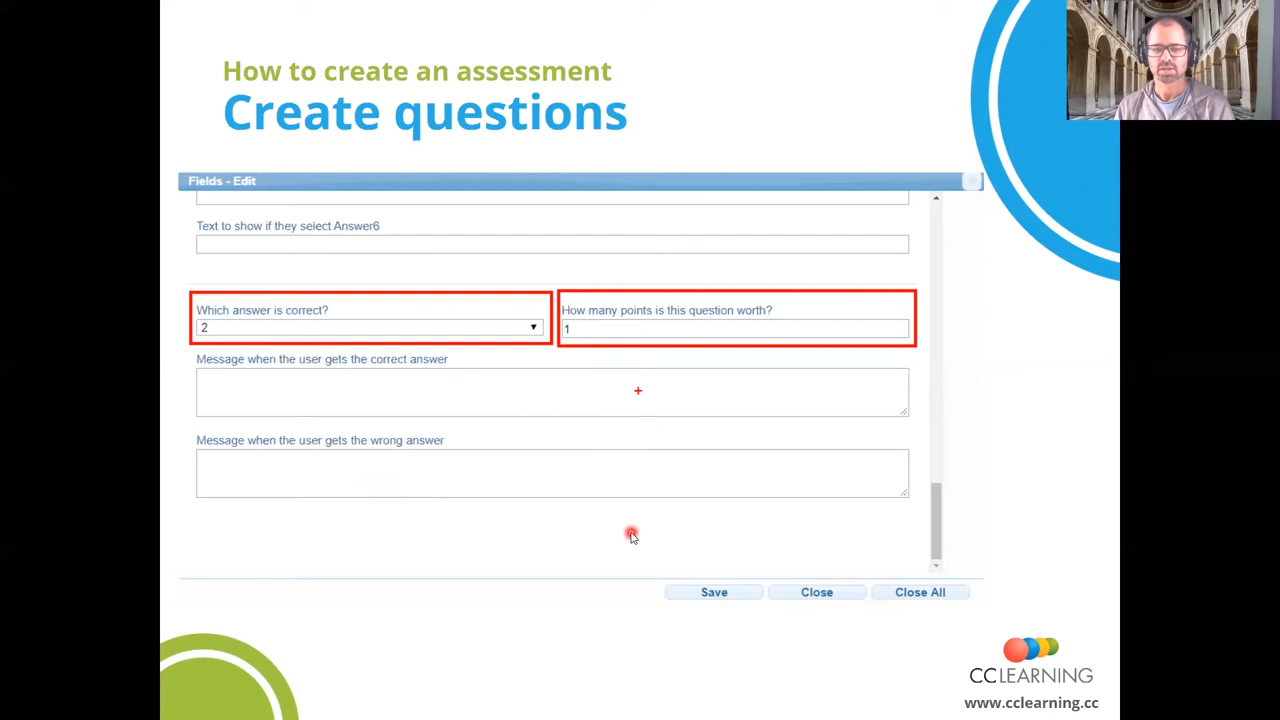 How to create an assessment
Create questions
Fields - Edit
Text to show if they select Answer6
Which answer is correct?
2
How many points is this question worth?
1
Message when the user gets the correct answer
Message when the user gets the wrong answer
Save
Close
Close All
CCLEARNING
www.cclearning.cc